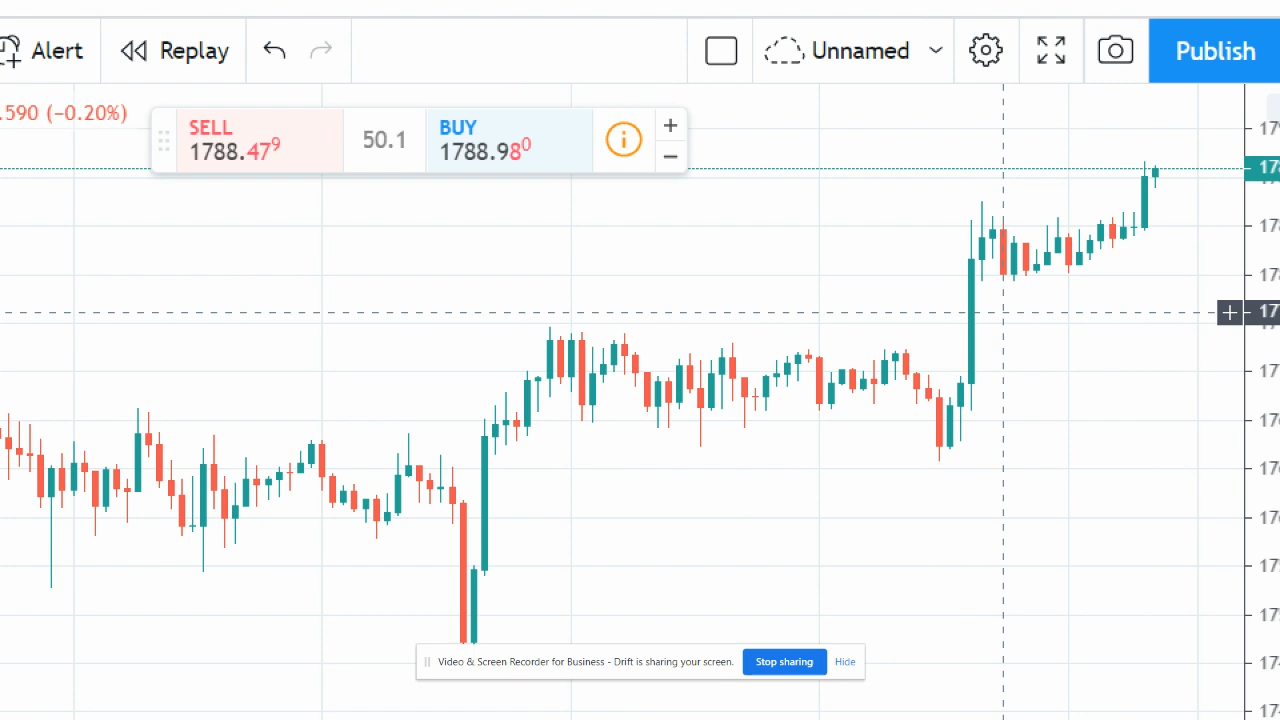 Alert
Replay
Unnamed
Publish
.590 (−0.20%)
SELL
1788.479
50.1
BUY
1788.980
Video & Screen Recorder for Business - Drift is sharing your screen.
Stop sharing
Hide